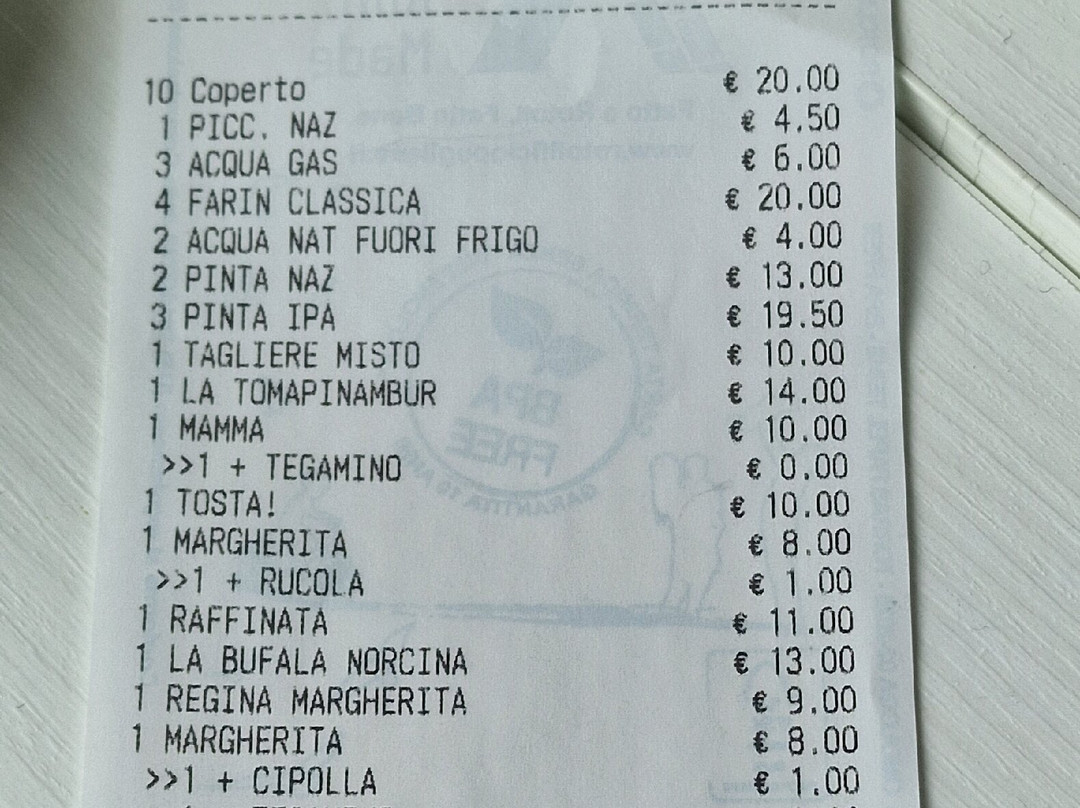 10 Coperto € 20.00
1 PICC. NAZ € 4.50
3 ACQUA GAS € 6.00
4 FARIN CLASSICA € 20.00
2 ACQUA NAT FUORI FRIGO € 4.00
2 PINTA NAZ € 13.00
3 PINTA IPA € 19.50
1 TAGLIERE MISTO € 10.00
1 LA TOMAPINAMBUR € 14.00
1 MAMMA € 10.00
>>1 + TEGAMINO € 0.00
1 TOSTA! € 10.00
1 MARGHERITA € 8.00
>>1 + RUCOLA € 1.00
1 RAFFINATA € 11.00
1 LA BUFALA NORCINA € 13.00
1 REGINA MARGHERITA € 9.00
1 MARGHERITA € 8.00
>>1 + CIPOLLA € 1.00